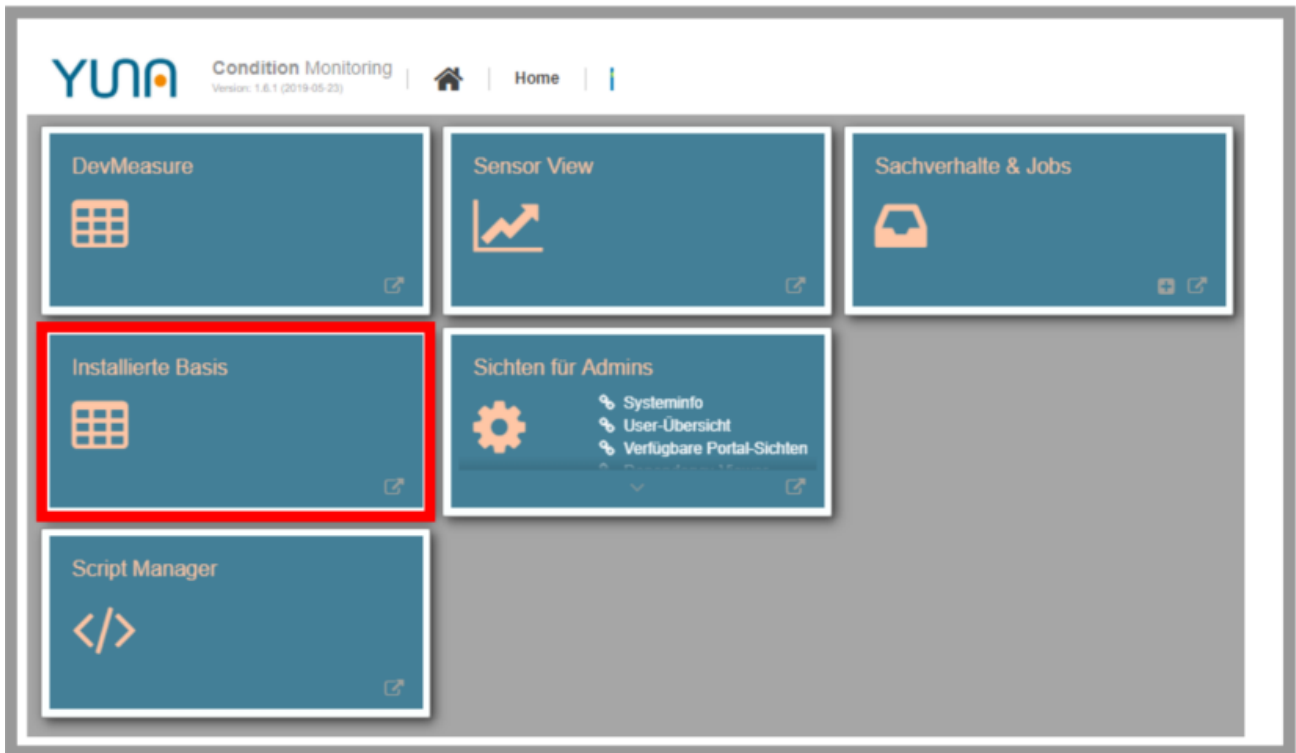 YUNA
Condition Monitoring
Version: 1.6.1 (2019-05-23)
Home
DevMeasure
Sensor View
Sachverhalte & Jobs
Installierte Basis
Sichten für Admins
Systeminfo
User-Übersicht
Verfügbare Portal-Sichten
Script Manager